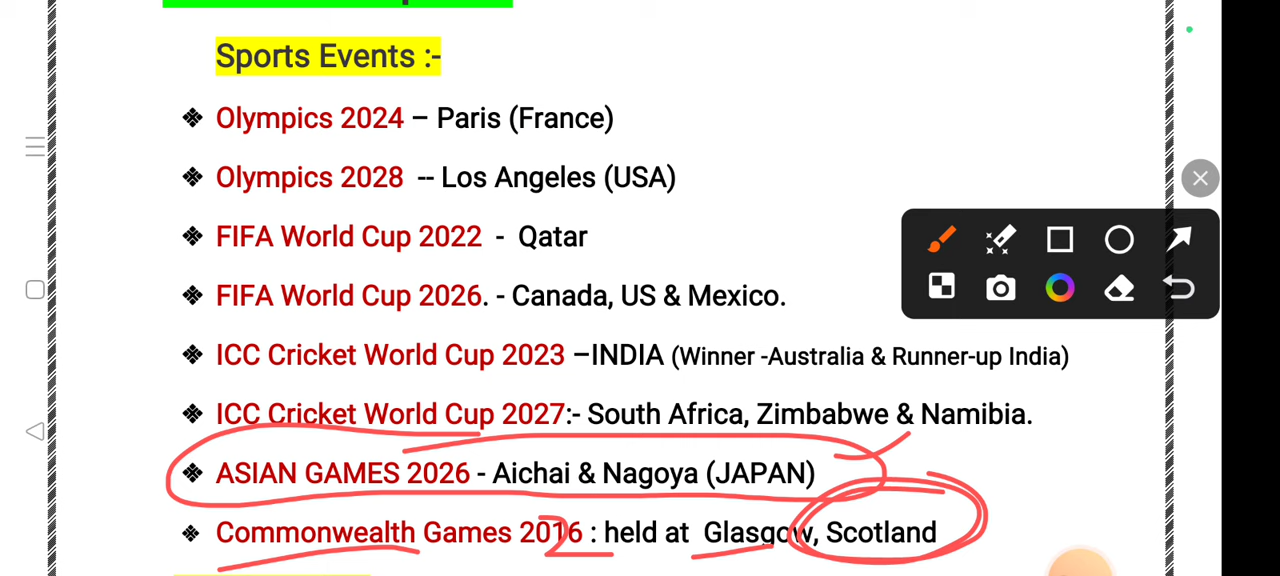 Sports Events :-
❖ Olympics 2024 – Paris (France)
❖ Olympics 2028 -- Los Angeles (USA)
❖ FIFA World Cup 2022 - Qatar
❖ FIFA World Cup 2026. - Canada, US & Mexico.
❖ ICC Cricket World Cup 2023 –INDIA (Winner -Australia & Runner-up India)
❖ ICC Cricket World Cup 2027:- South Africa, Zimbabwe & Namibia.
❖ ASIAN GAMES 2026 - Aichai & Nagoya (JAPAN)
❖ Commonwealth Games 2016 : held at Glasgow, Scotland